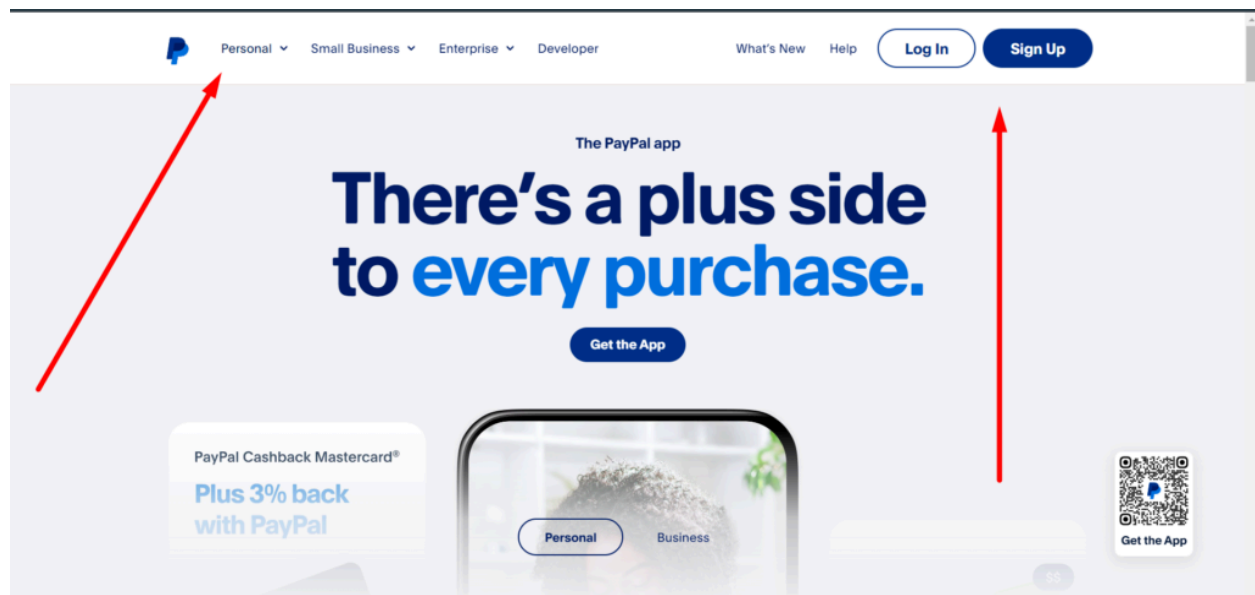 Personal Small Business Enterprise Developer What's New Help Log In Sign Up
The PayPal app
There's a plus side
to every purchase.
Get the App
PayPal Cashback Mastercard®
Plus 3% back
with PayPal
Personal Business
$$
Get the App